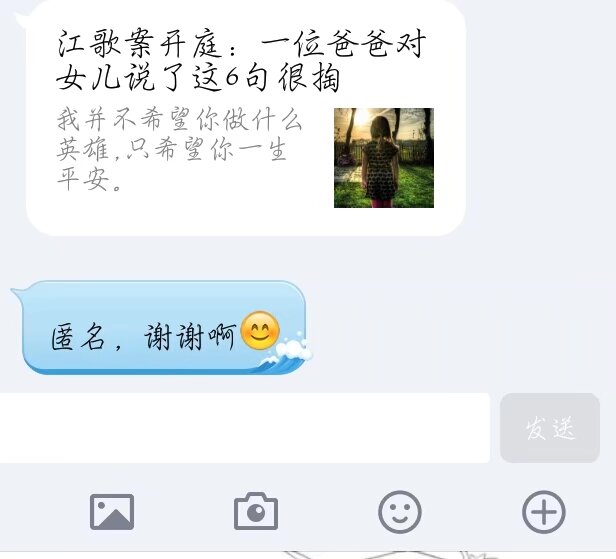 江歌案开庭：一位爸爸对
女儿说了这6句很掏
我并不希望你做什么
英雄,只希望你一生
平安。
匿名，谢谢啊😊
发送